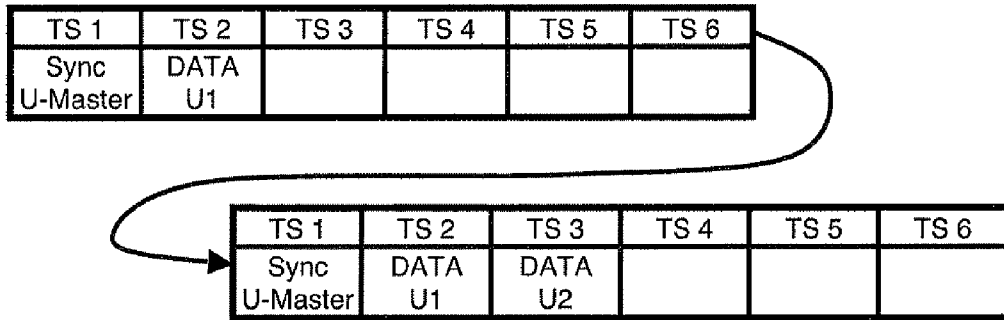 TS 1 TS 2 TS 3 TS 4 TS 5 TS 6
Sync DATA
U-Master U1
TS 1 TS 2 TS 3 TS 4 TS 5 TS 6
Sync DATA DATA
U-Master U1 U2